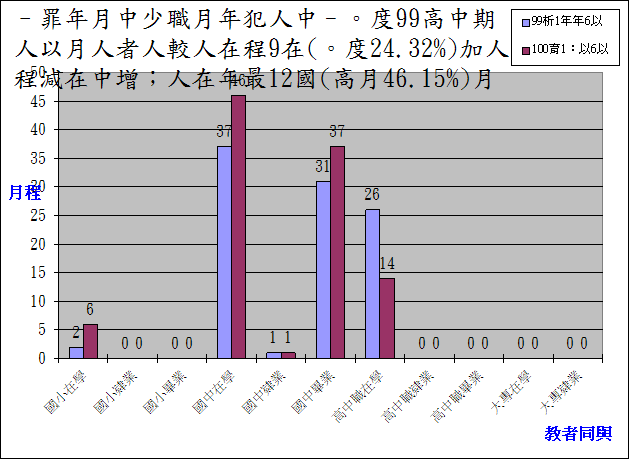 －罪年月中少職月年犯人中－。度99高中期
人以月人者人較人在程9在(。度24.32%)加人
程減在中增；人在年最12國(高月46.15%)月
99析1年年6以
100育1：以6以
月程
50
45
40
35
30
25
20
15
10
5
0
2 6
0 0
0 0
37 46
1 1
31 37
26 14
0 0
0 0
0 0
0 0
國小在學
國小肄業
國小畢業
國中在學
國中肄業
國中畢業
高中職在學
高中職肄業
高中職畢業
大專在學
大專肄業
教者同與